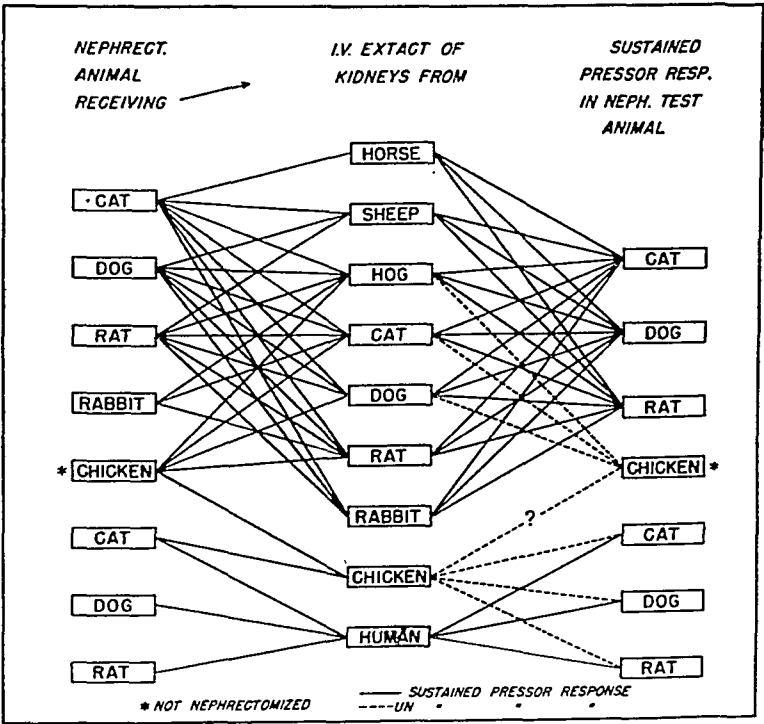 NEPHRECT.
ANIMAL
RECEIVING
I.V. EXTACT OF
KIDNEYS FROM
SUSTAINED
PRESSOR RESP.
IN NEPH. TEST
ANIMAL
CAT
DOG
RAT
RABBIT
* CHICKEN
CAT
DOG
RAT
HORSE
SHEEP
HOG
CAT
DOG
RAT
RABBIT
CHICKEN
HUMAN
CAT
DOG
RAT
CHICKEN *
?
CAT
DOG
RAT
* NOT NEPHRECTOMIZED
SUSTAINED PRESSOR RESPONSE
UN " " "